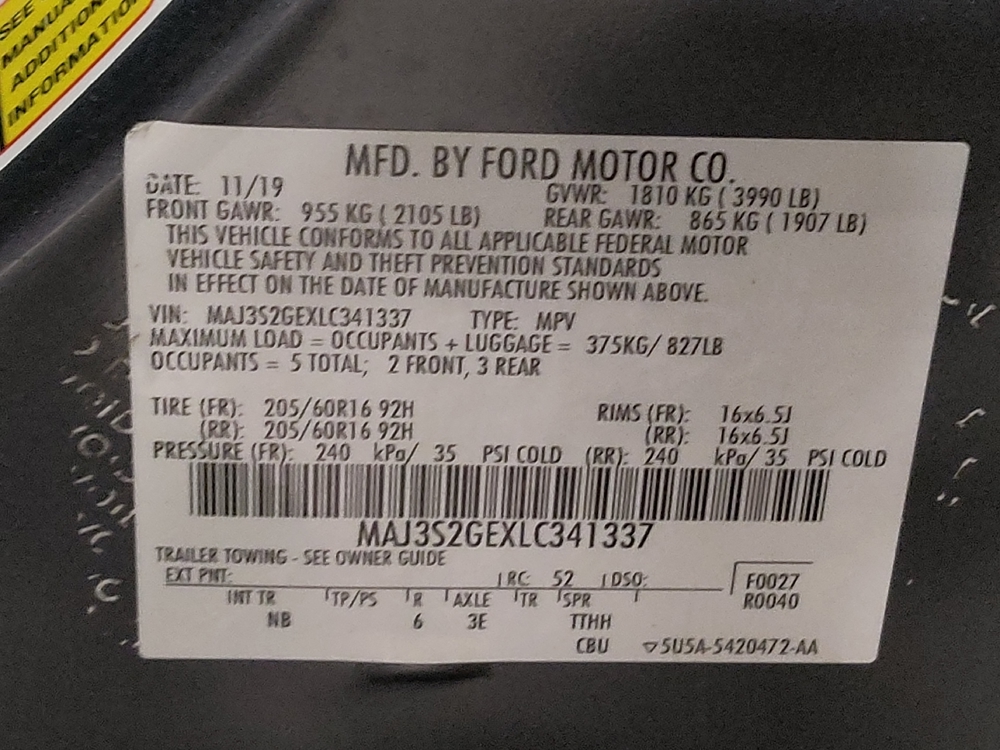 SEE
MANUA
ADDITION
INFORMATION
MFD. BY FORD MOTOR CO.
DATE: 11/19 GVWR: 1810 KG ( 3990 LB)
FRONT GAWR: 955 KG ( 2105 LB) REAR GAWR: 865 KG ( 1907 LB)
THIS VEHICLE CONFORMS TO ALL APPLICABLE FEDERAL MOTOR
VEHICLE SAFETY AND THEFT PREVENTION STANDARDS
IN EFFECT ON THE DATE OF MANUFACTURE SHOWN ABOVE.
VIN: MAJ3S2GEXLC341337 TYPE: MPV
MAXIMUM LOAD = OCCUPANTS + LUGGAGE = 375KG/ 827LB
OCCUPANTS = 5 TOTAL; 2 FRONT, 3 REAR
TIRE (FR): 205/60R16 92H RIMS (FR): 16x6.5J
(RR): 205/60R16 92H (RR): 16x6.5J
PRESSURE (FR): 240 kPa/ 35 PSI COLD (RR): 240 kPa/ 35 PSI COLD
MAJ3S2GEXLC341337
TRAILER TOWING - SEE OWNER GUIDE
EXT PNT: RC: 52 DSO: F0027
INT TR TP/PS R AXLE TR SPR R0040
NB 6 3E TTHH
CBU ▽5U5A-5420472-AA